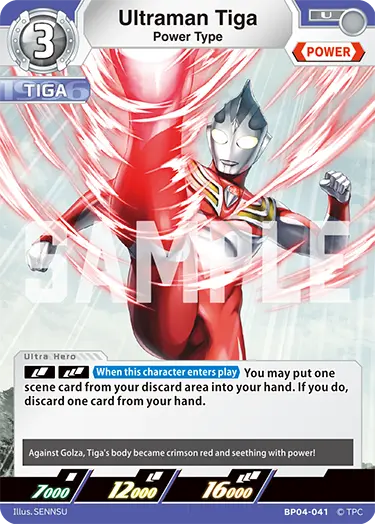 Ultraman Tiga
Power Type
3
U
POWER
TIGA
SAMPLE
Ultra Hero
When this character enters play You may put one
scene card from your discard area into your hand. If you do,
discard one card from your hand.
Against Golza, Tiga's body became crimson red and seething with power!
7000 12000 16000
Illus.SENNSU BP04-041 © TPC